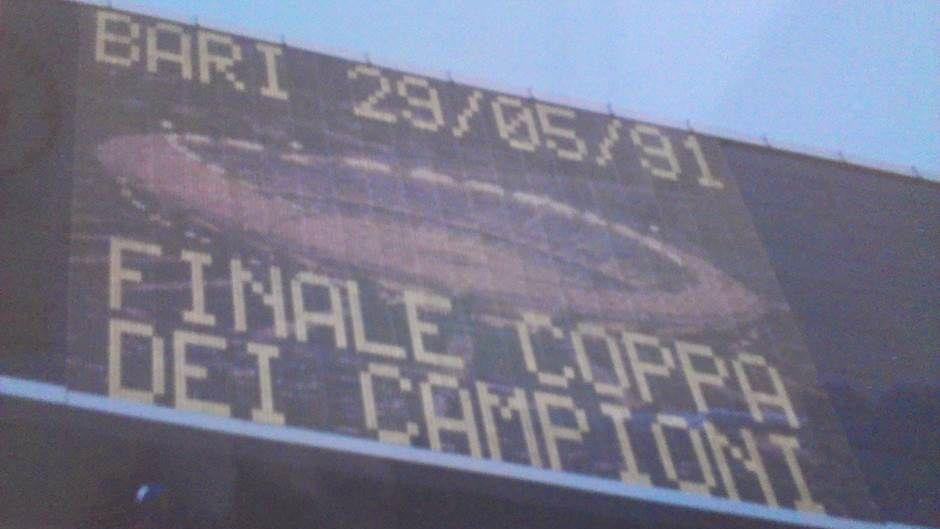 BARI 29/05/91
FINALE COPPA
DEI CAMPIONI